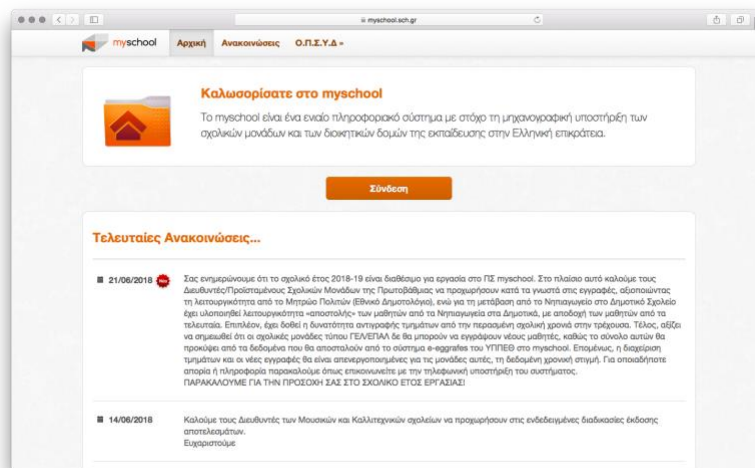 myschool.sch.gr
myschool Αρχική Ανακοινώσεις Ο.Π.Σ.Υ.Δ »
Καλωσορίσατε στο myschool
Το myschool είναι ένα ενιαίο πληροφοριακό σύστημα με στόχο τη μηχανογραφική υποστήριξη των
σχολικών μονάδων και των διοικητικών δομών της εκπαίδευσης στην Ελληνική επικράτεια.
Σύνδεση
Τελευταίες Ανακοινώσεις...
21/06/2018 Νέο Σας ενημερώνουμε ότι το σχολικό έτος 2018-19 είναι διαθέσιμο για εργασία στο ΠΣ myschool. Στο πλαίσιο αυτό καλούμε τους
Διευθυντές/Προϊσταμένους Σχολικών Μονάδων της Πρωτοβάθμιας να προχωρήσουν κατά τα γνωστά στις εγγραφές, αξιοποιώντας
τη λειτουργικότητα από το Μητρώο Πολιτών (Εθνικό Δημοτολόγιο), ενώ για τη μετάβαση από το Νηπιαγωγείο στο Δημοτικό Σχολείο
έχει υλοποιηθεί λειτουργικότητα «αποστολής» των μαθητών από τα Νηπιαγωγεία στα Δημοτικά, με αποδοχή των μαθητών από τα
τελευταία. Επιπλέον, έχει δοθεί η δυνατότητα αντιγραφής τμημάτων από την περασμένη σχολική χρονιά στην τρέχουσα. Τέλος, αξίζει
να σημειωθεί ότι οι σχολικές μονάδες τύπου ΓΕΛ/ΕΠΑΛ δε θα μπορούν να εγγράψουν νέους μαθητές, καθώς το σύνολο αυτών θα
προκύψει από τα δεδομένα που θα αποσταλούν από το σύστημα e-eggrafes του ΥΠΠΕΘ στο myschool. Επομένως, η διαχείριση
τμημάτων και οι νέες εγγραφές θα είναι απενεργοποιημένες για τις μονάδες αυτές, τη δεδομένη χρονική στιγμή. Για οποιαδήποτε
απορία ή πληροφορία παρακαλούμε όπως επικοινωνείτε με την τηλεφωνική υποστήριξη του συστήματος.
ΠΑΡΑΚΑΛΟΥΜΕ ΓΙΑ ΤΗΝ ΠΡΟΣΟΧΗ ΣΑΣ ΣΤΟ ΣΧΟΛΙΚΟ ΕΤΟΣ ΕΡΓΑΣΙΑΣ!
14/06/2018 Καλούμε τους Διευθυντές των Μουσικών και Καλλιτεχνικών σχολείων να προχωρήσουν στις ενδεδειγμένες διαδικασίες έκδοσης
αποτελεσμάτων.
Ευχαριστούμε